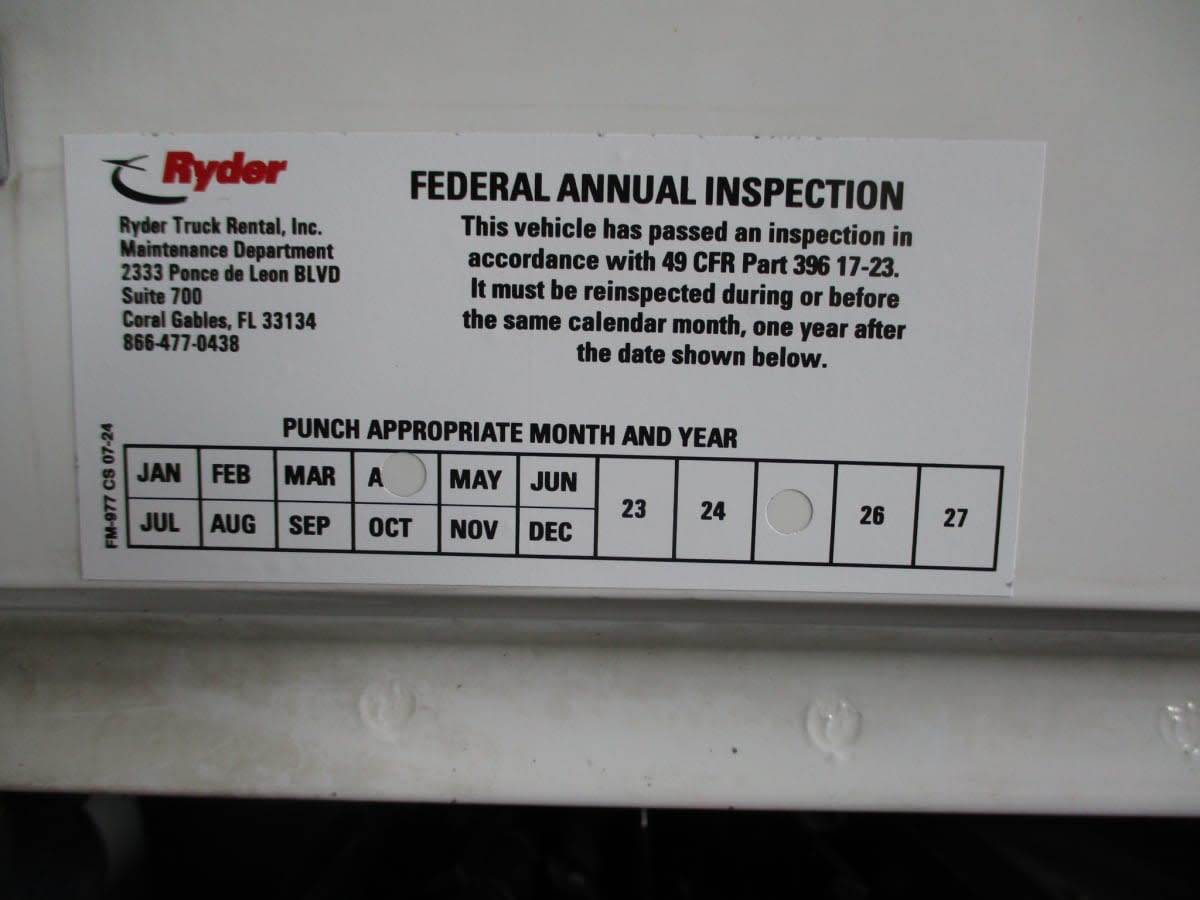 Ryder
Ryder Truck Rental, Inc.
Maintenance Department
2333 Ponce de Leon BLVD
Suite 700
Coral Gables, FL 33134
866-477-0438
FEDERAL ANNUAL INSPECTION
This vehicle has passed an inspection in
accordance with 49 CFR Part 396 17-23.
It must be reinspected during or before
the same calendar month, one year after
the date shown below.
PUNCH APPROPRIATE MONTH AND YEAR
JAN FEB MAR A MAY JUN
JUL AUG SEP OCT NOV DEC
23 24 26 27
FM-977 CS 07-24